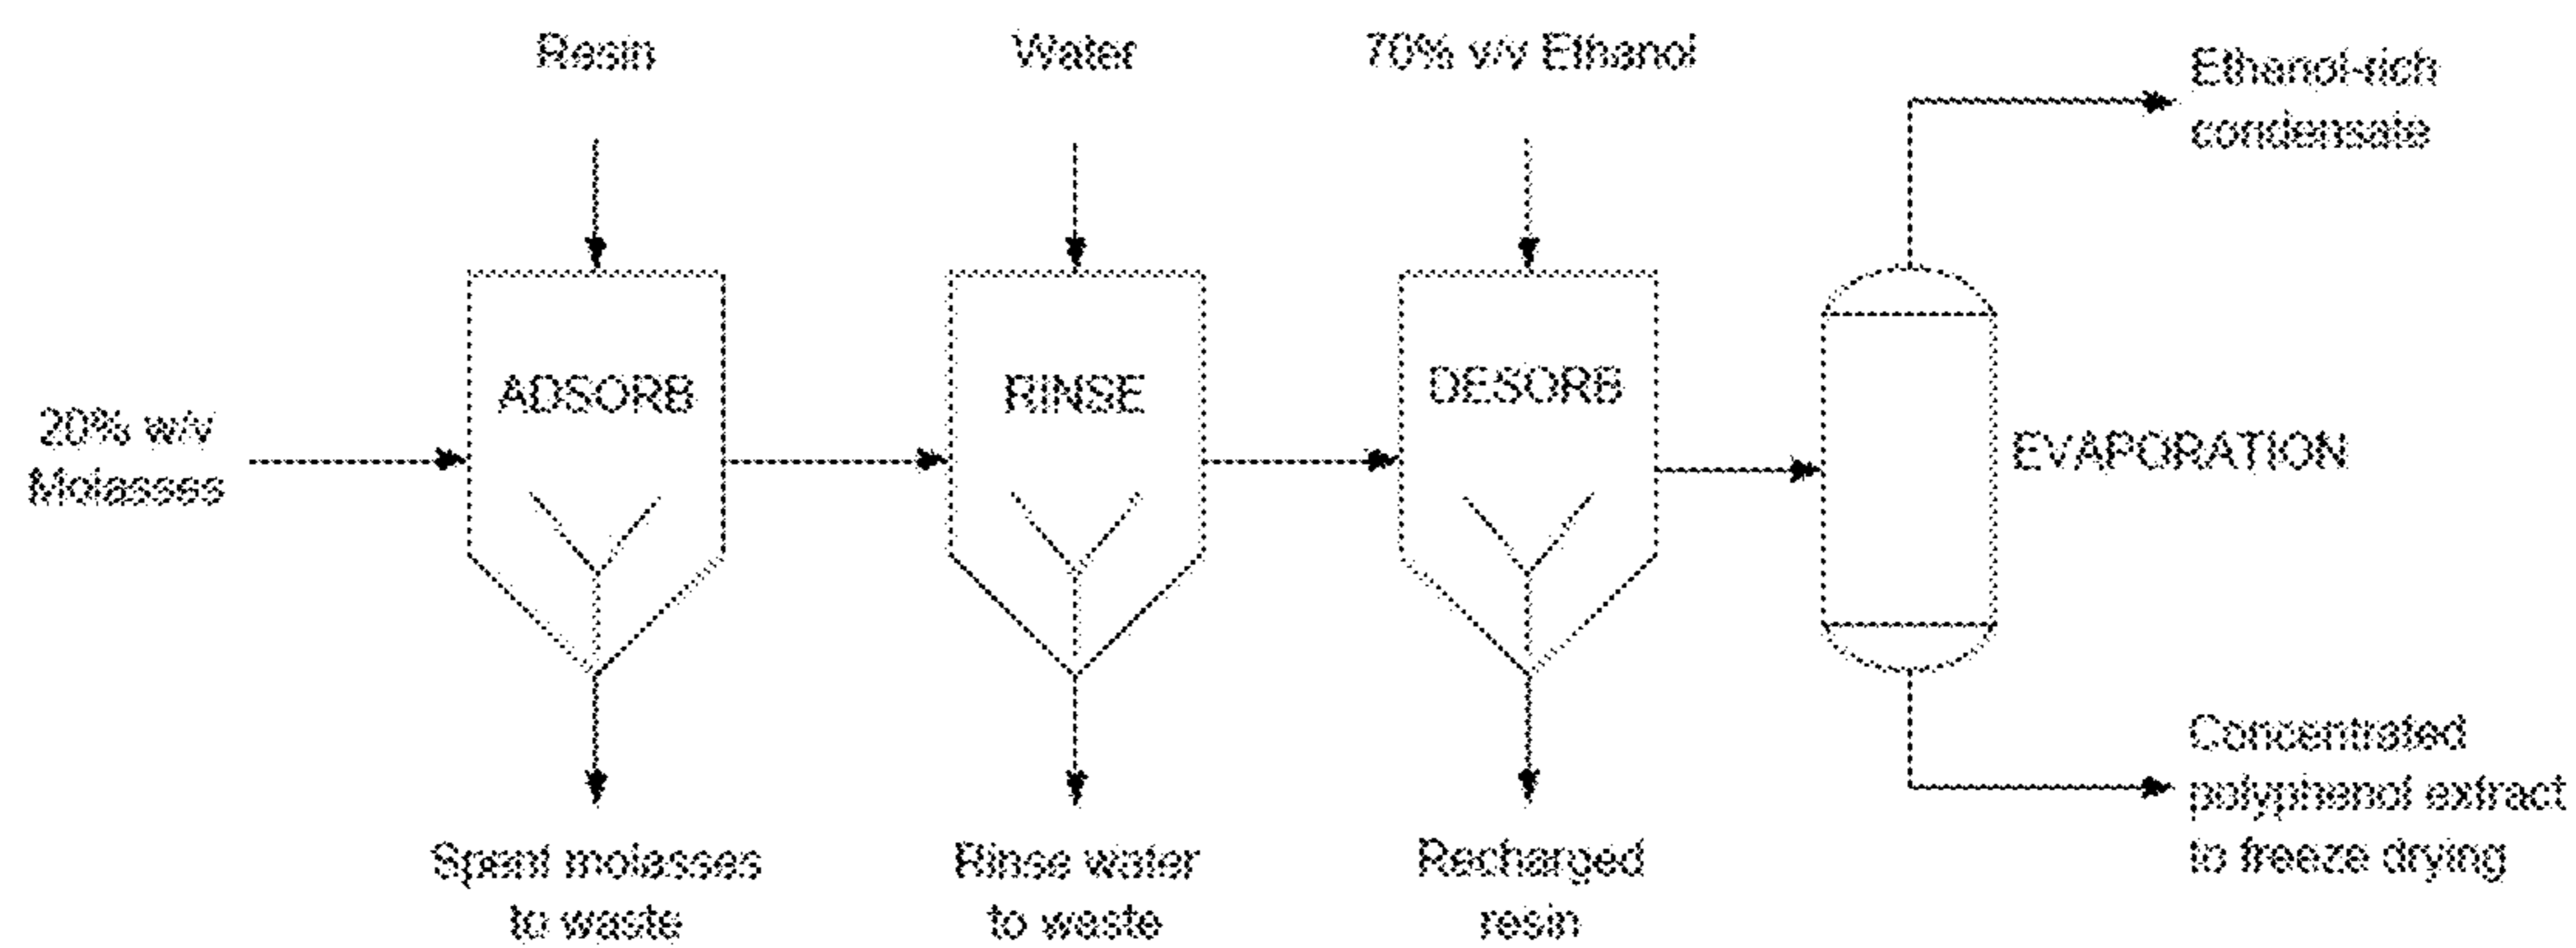 Resin
Water
70% v/v Ethanol
Ethanol-rich
condensate
ADSORB
RINSE
DESORB
20% w/v
Molasses
EVAPORATION
Concentrated
polyphenol extract
to freeze drying
Spent molasses
to waste
Rinse water
to waste
Recharged
resin